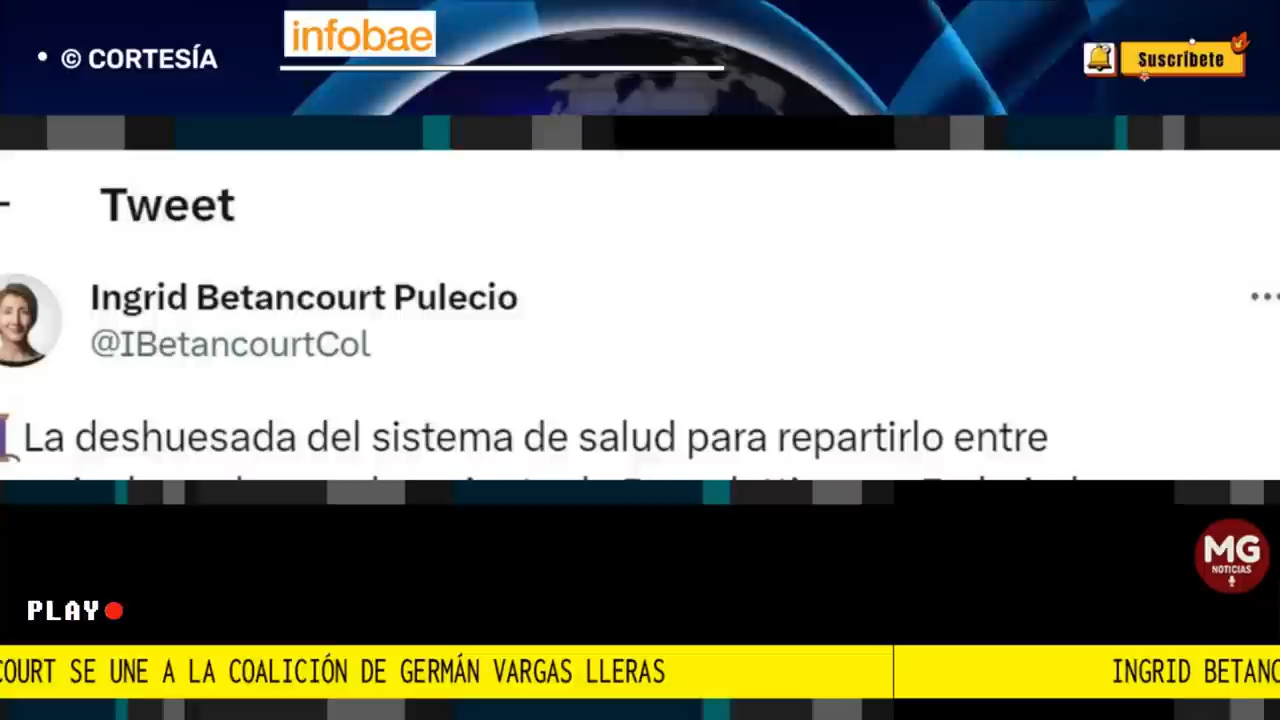 infobae
• © CORTESÍA
Suscríbete
Tweet
Ingrid Betancourt Pulecio
@IBetancourtCol
La deshuesada del sistema de salud para repartirlo entre
MG
NOTICIAS
PLAY
COURT SE UNE A LA COALICIÓN DE GERMÁN VARGAS LLERAS
INGRID BETANC